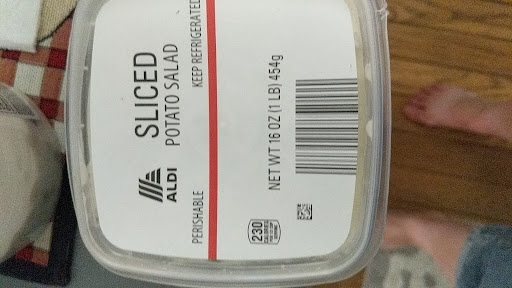 ALDI
SLICED
POTATO SALAD
PERISHABLE
KEEP REFRIGERATED
230
NET WT 16 OZ (1 LB) 454g